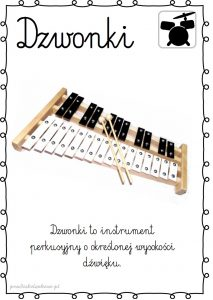 Dzwonki
Dzwonki to instrument
perkusyjny o określonej wysokości
dźwięku.